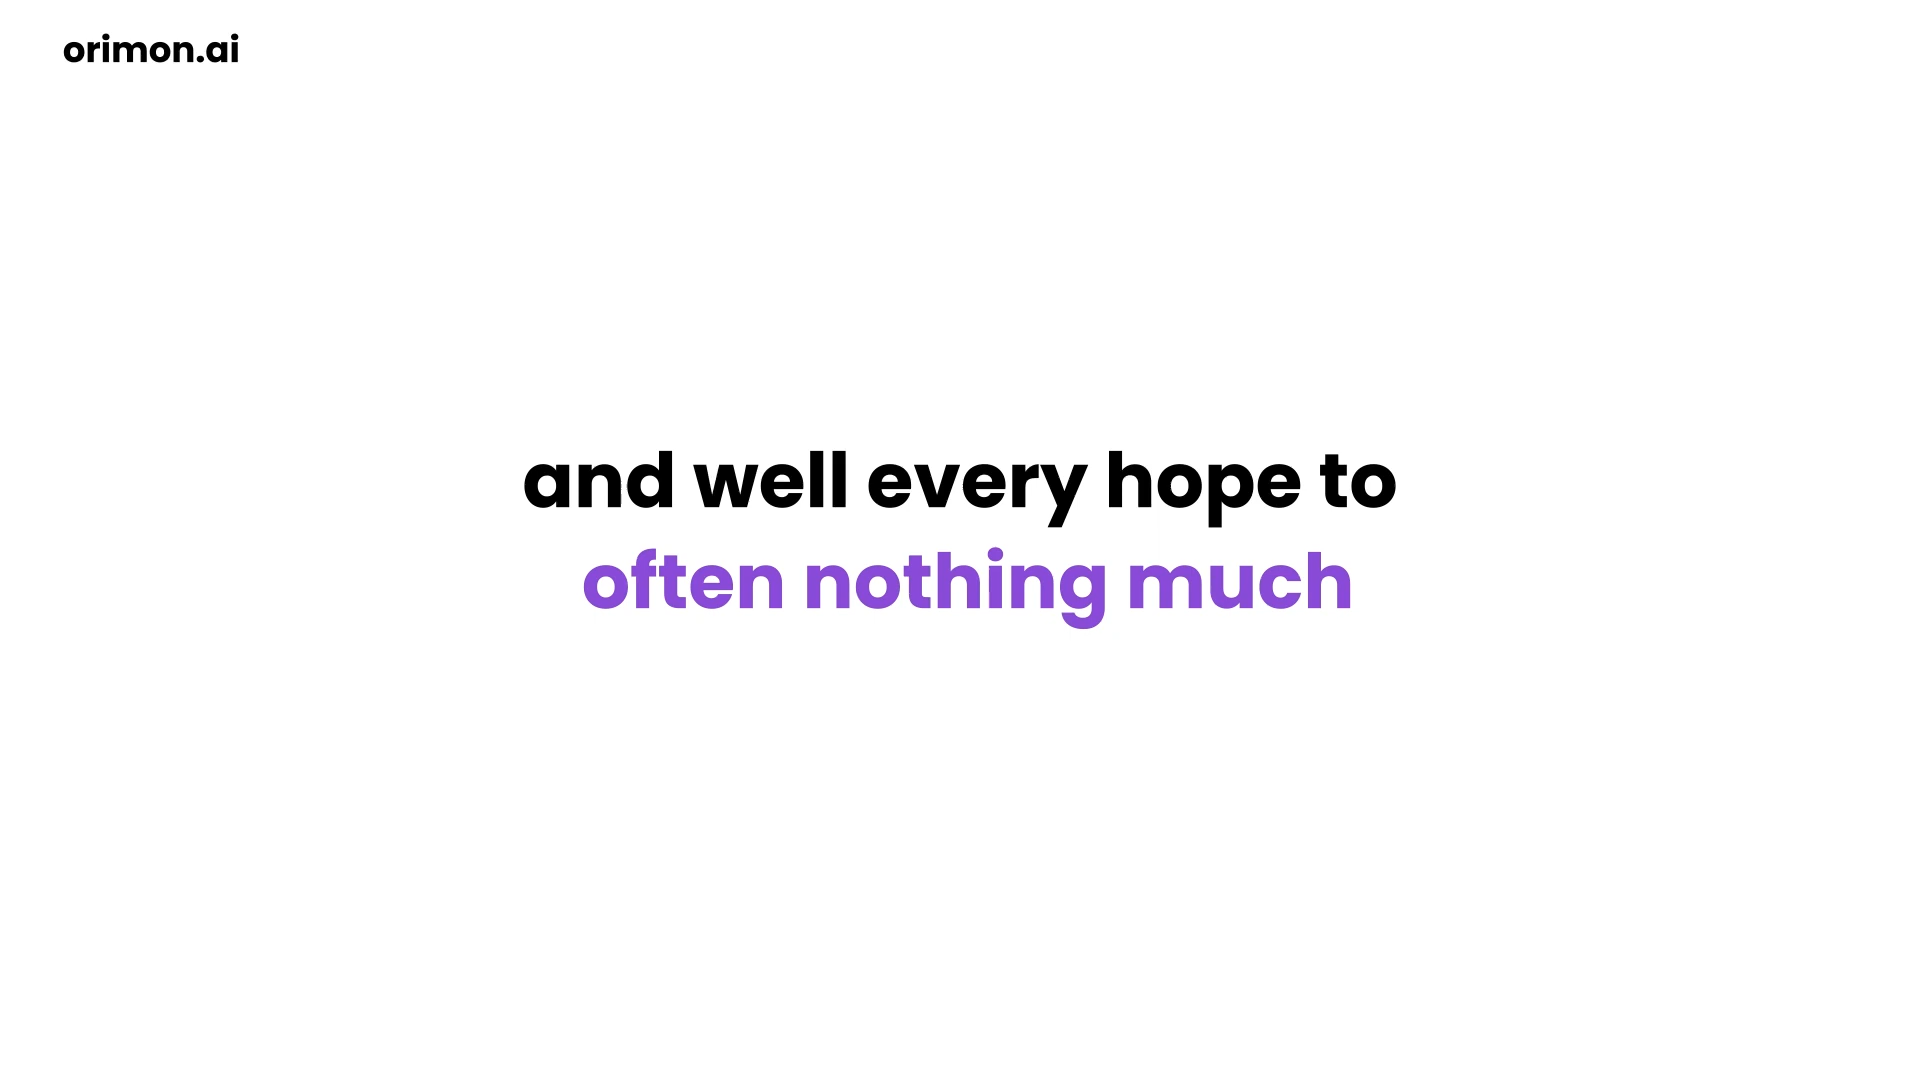 orimon.ai
and well every hope to
often nothing much